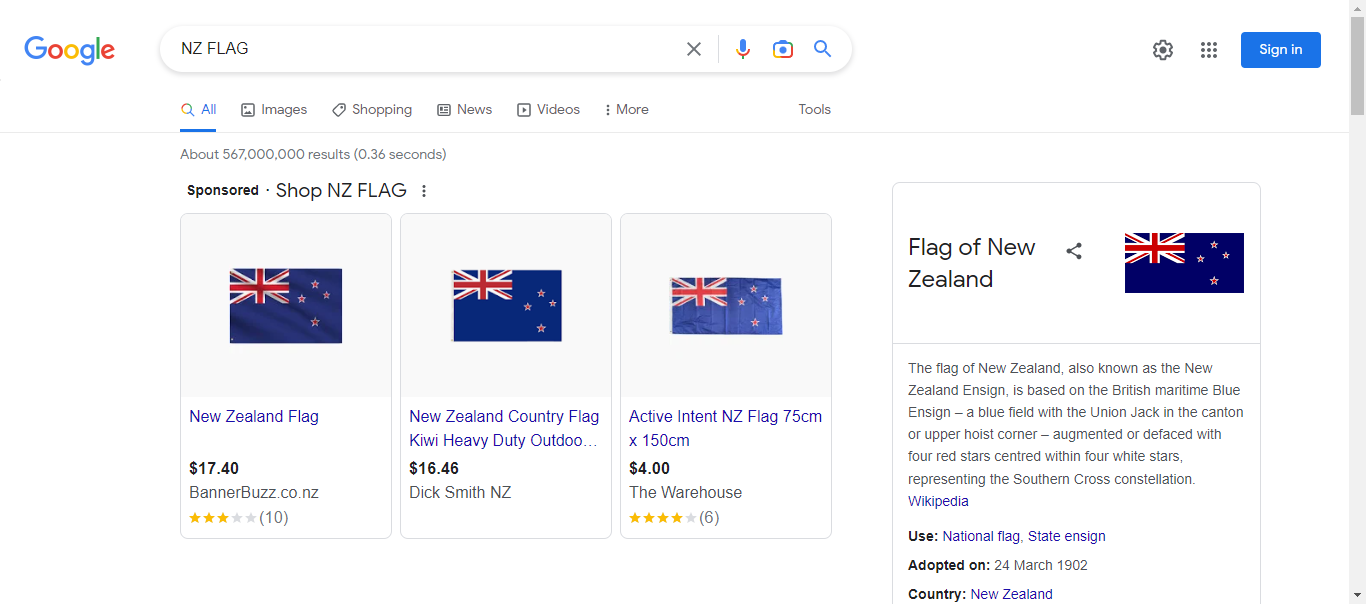 Google
NZ FLAG
Sign in
All
Images
Shopping
News
Videos
More
Tools
About 567,000,000 results (0.36 seconds)
Sponsored · Shop NZ FLAG
New Zealand Flag
$17.40
BannerBuzz.co.nz
(10)
New Zealand Country Flag
Kiwi Heavy Duty Outdoo...
$16.46
Dick Smith NZ
Active Intent NZ Flag 75cm
x 150cm
$4.00
The Warehouse
(6)
Flag of New
Zealand
The flag of New Zealand, also known as the New
Zealand Ensign, is based on the British maritime Blue
Ensign – a blue field with the Union Jack in the canton
or upper hoist corner – augmented or defaced with
four red stars centred within four white stars,
representing the Southern Cross constellation.
Wikipedia
Use: National flag, State ensign
Adopted on: 24 March 1902
Country: New Zealand